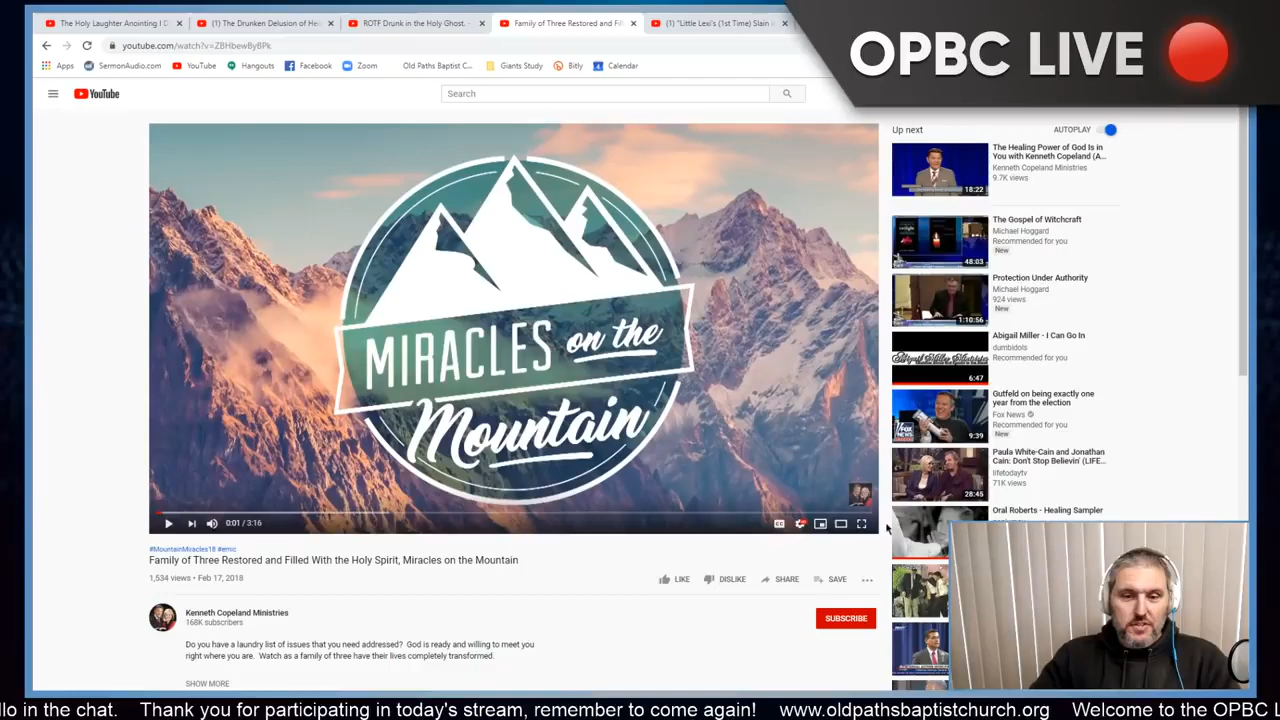 The Holy Laughter Anointing I D
(1) The Drunken Delusion of He
ROTF Drunk in the Holy Ghost. -
Family of Three Restored and Fil
(1) "Little Lexi's (1st Time) Slain i
OPBC LIVE
youtube.com/watch?v=ZBHbewByBPk
Apps SermonAudio.com YouTube Hangouts Facebook Zoom Old Paths Baptist C... Giants Study Bitly Calendar
YouTube
Search
Up next
AUTOPLAY
The Healing Power of God Is in
You with Kenneth Copeland (A...
Kenneth Copeland Ministries
9.7K views
18:22
The Gospel of Witchcraft
Michael Hoggard
Recommended for you
New
48:03
Protection Under Authority
Michael Hoggard
924 views
New
1:10:56
Abigail Miller - I Can Go In
dumbidols
Recommended for you
6:47
Gutfeld on being exactly one
year from the election
Fox News
Recommended for you
New
9:39
Paula White-Cain and Jonathan
Cain: Don't Stop Believin' (LIFE...
lifetodaytv
71K views
28:45
Oral Roberts - Healing Sampler
MIRACLES on the
Mountain
0:01 / 3:16
CC
#MountainMiracles18 #emic
Family of Three Restored and Filled With the Holy Spirit, Miracles on the Mountain
1,534 views • Feb 17, 2018
LIKE DISLIKE SHARE SAVE
Kenneth Copeland Ministries
168K subscribers
SUBSCRIBE
Do you have a laundry list of issues that you need addressed? God is ready and willing to meet you
right where you are. Watch as a family of three have their lives completely transformed.
SHOW MORE
llo in the chat. Thank you for participating in today's stream, remember to come again! www.oldpathsbaptistchurch.org Welcome to the OPBC l